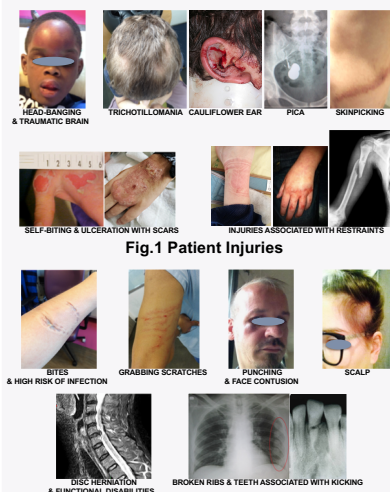 HEAD-BANGING
& TRAUMATIC BRAIN
TRICHOTILLOMANIA
CAULIFLOWER EAR
PICA
SKINPICKING
1 2 3 4 5 6
SELF-BITING & ULCERATION WITH SCARS
INJURIES ASSOCIATED WITH RESTRAINTS
Fig.1 Patient Injuries
BITES
& HIGH RISK OF INFECTION
GRABBING SCRATCHES
PUNCHING
& FACE CONTUSION
SCALP
DISC HERNIATION
& FUNCTIONAL DISABILITIES
BROKEN RIBS & TEETH ASSOCIATED WITH KICKING